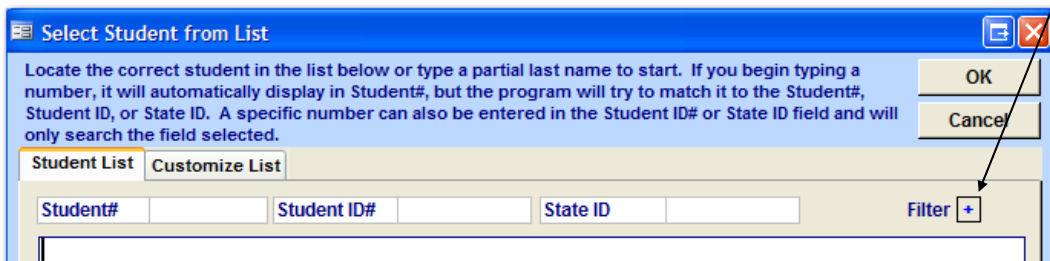 Select Student from List
Locate the correct student in the list below or type a partial last name to start. If you begin typing a
number, it will automatically display in Student#, but the program will try to match it to the Student#,
Student ID, or State ID. A specific number can also be entered in the Student ID# or State ID field and will
only search the field selected.
OK
Cancel
Student List Customize List
Student# Student ID# State ID Filter +